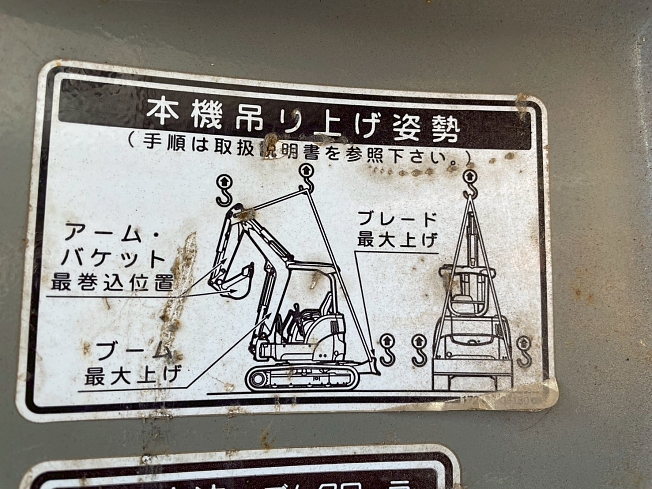 本機吊り上げ姿勢
(手順は取扱説明書を参照下さい。)
アーム・
バケット
最巻込位置
ブーム
最大上げ
ブレード
最大上げ